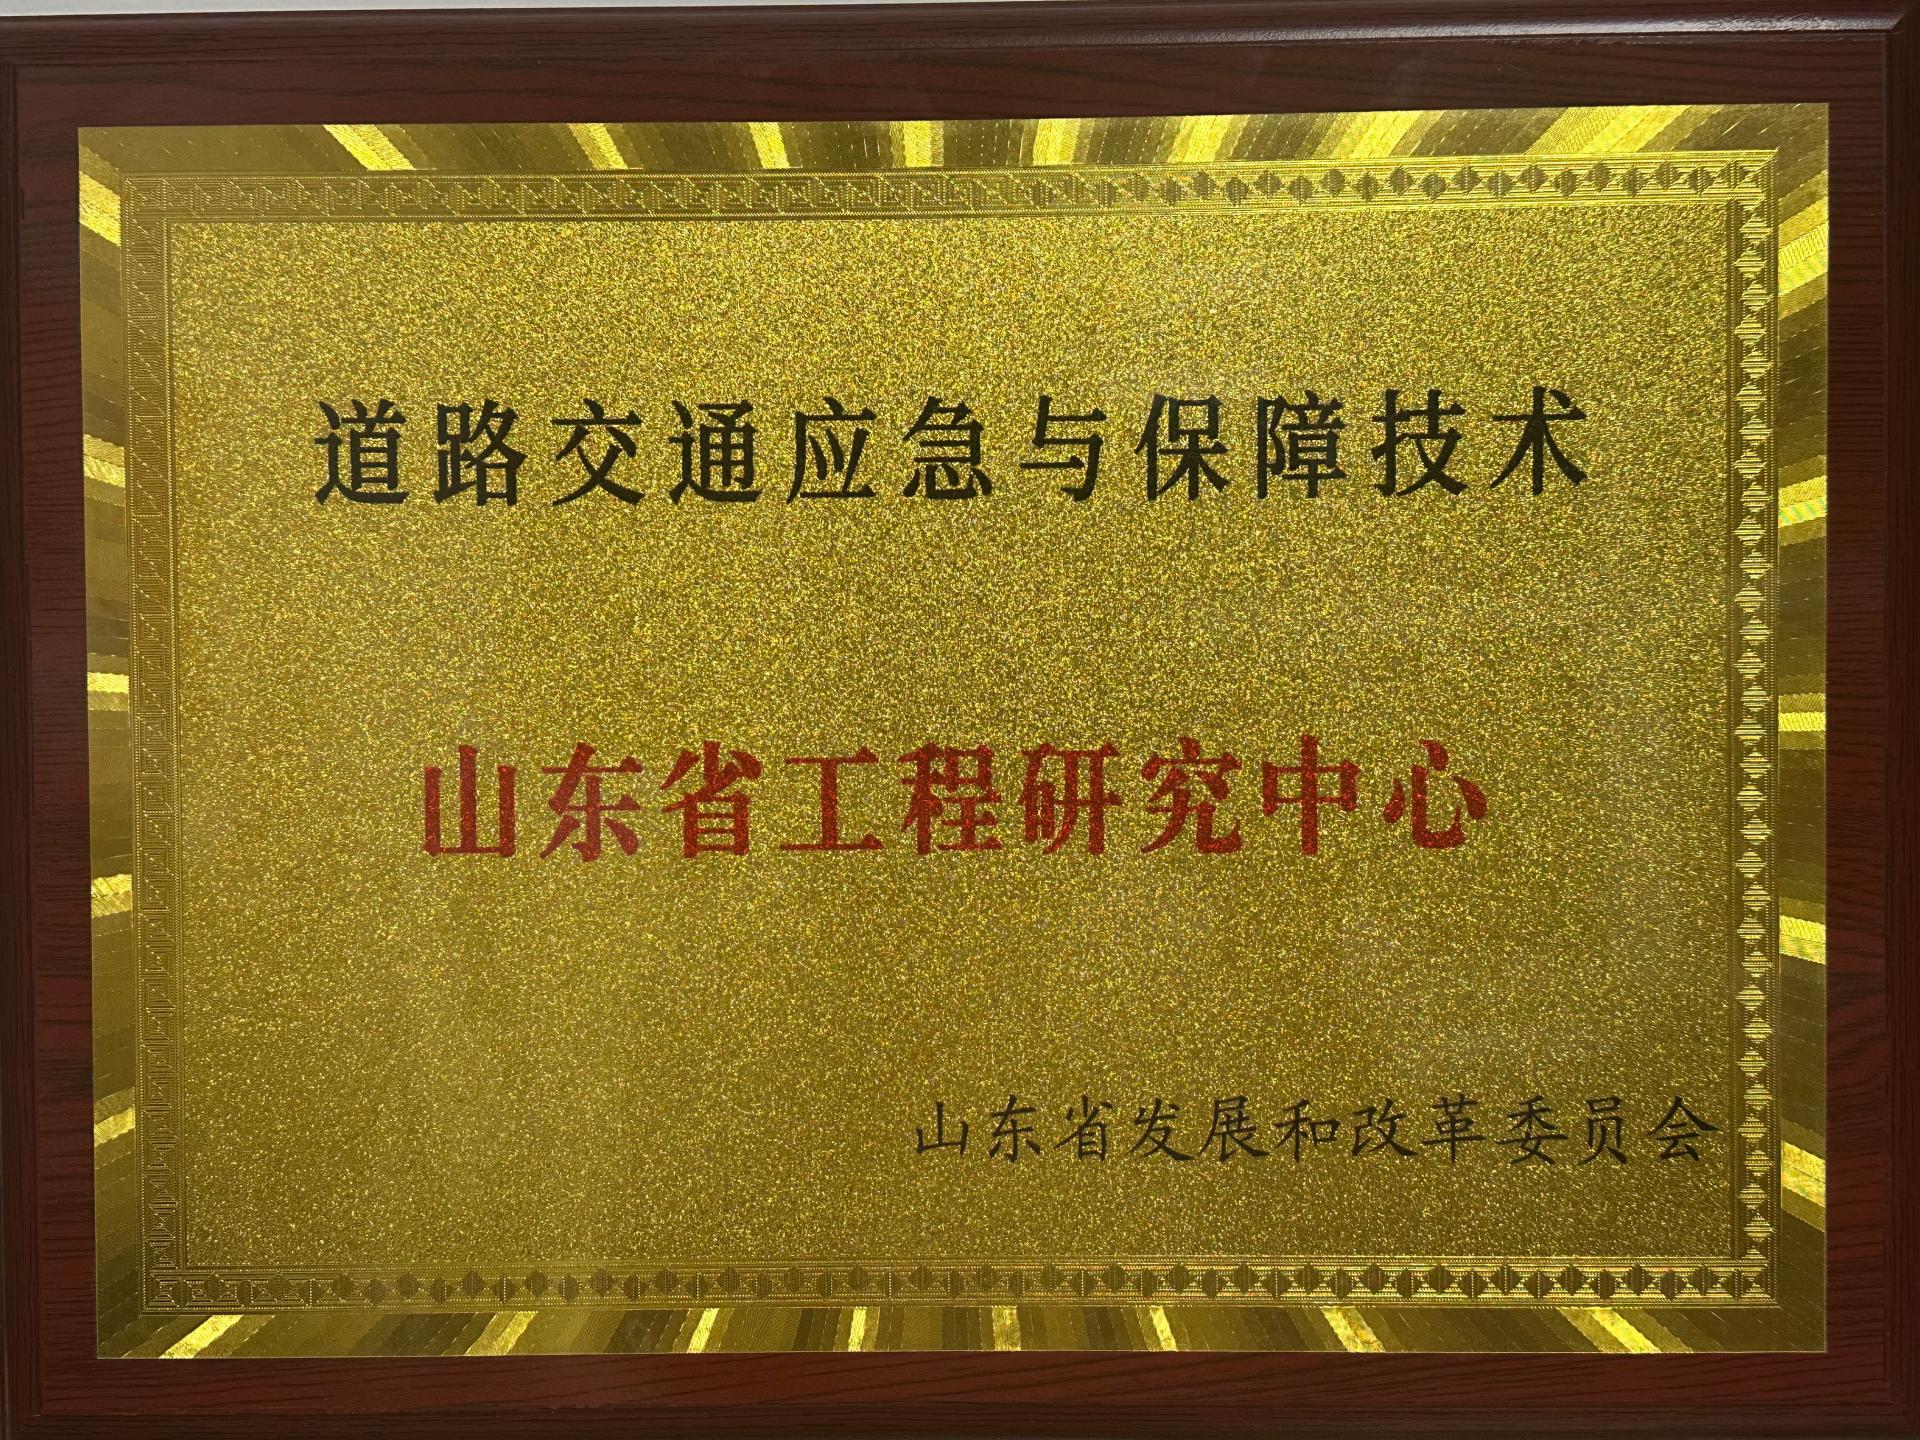 道路交通应急与保障技术
山东省工程研究中心
山东省发展和改革委员会